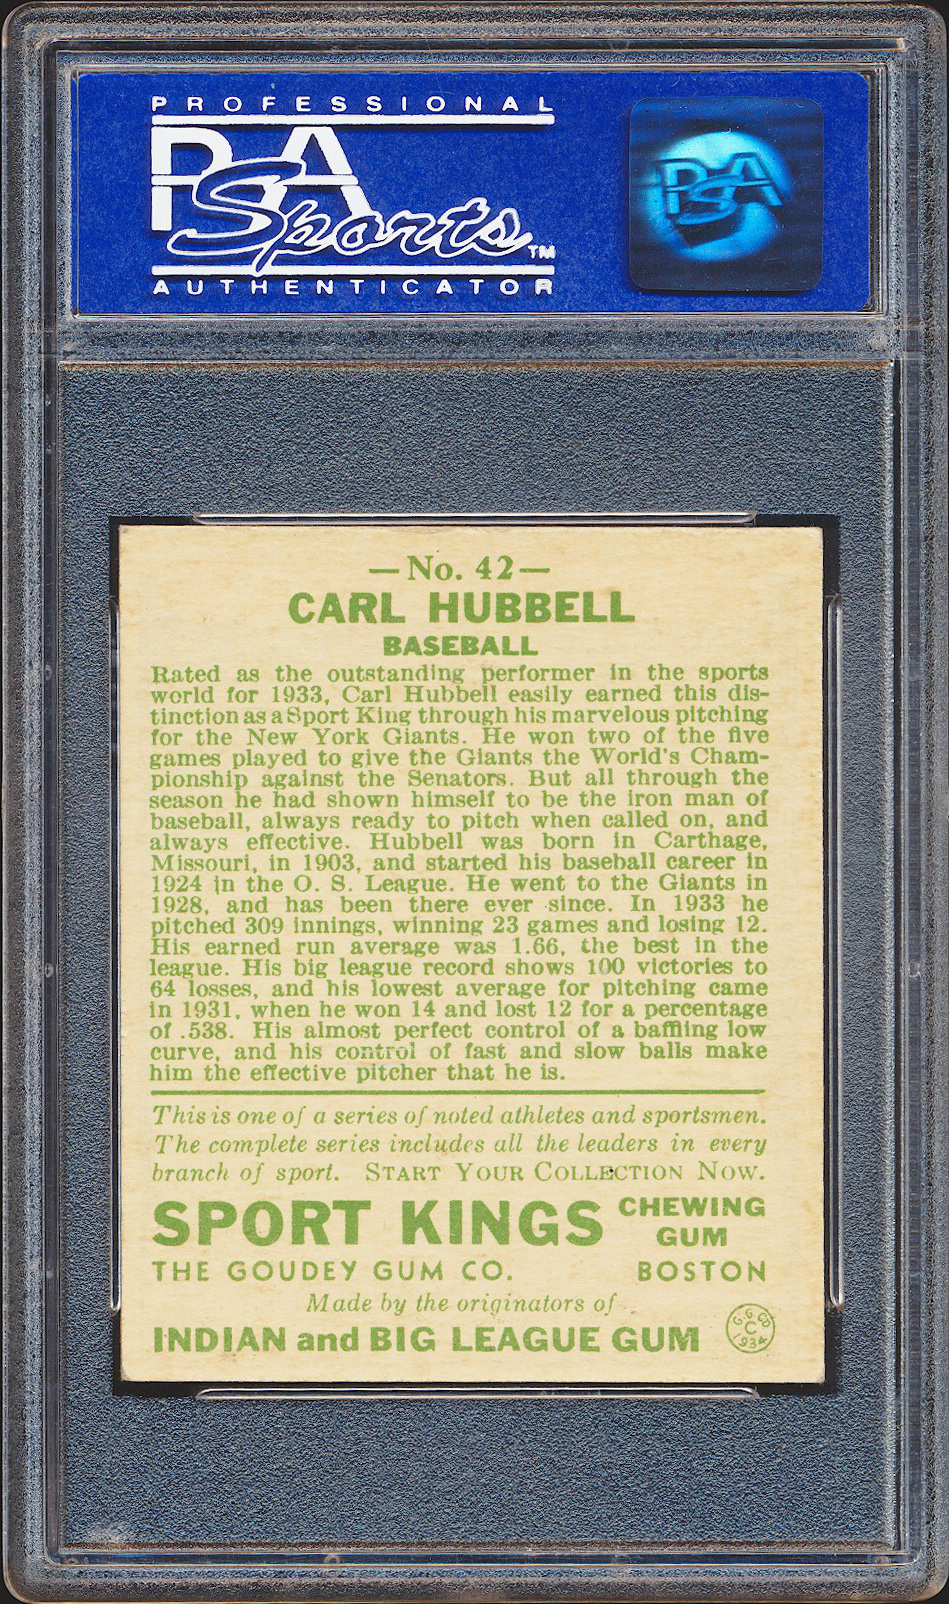 PROFESSIONAL
PSA
Sports™
AUTHENTICATOR
PSA
—No. 42—
CARL HUBBELL
BASEBALL
Rated as the outstanding performer in the sports
world for 1933, Carl Hubbell easily earned this dis-
tinction as a Sport King through his marvelous pitching
for the New York Giants. He won two of the five
games played to give the Giants the World's Cham-
pionship against the Senators. But all through the
season he had shown himself to be the iron man of
baseball, always ready to pitch when called on, and
always effective. Hubbell was born in Carthage,
Missouri, in 1903, and started his baseball career in
1924 in the O. S. League. He went to the Giants in
1928, and has been there ever since. In 1933 he
pitched 309 innings, winning 23 games and losing 12.
His earned run average was 1.66, the best in the
league. His big league record shows 100 victories to
64 losses, and his lowest average for pitching came
in 1931, when he won 14 and lost 12 for a percentage
of .538. His almost perfect control of a baffling low
curve, and his control of fast and slow balls make
him the effective pitcher that he is.
This is one of a series of noted athletes and sportsmen.
The complete series includes all the leaders in every
branch of sport. START YOUR COLLECTION NOW.
SPORT KINGS CHEWING GUM
THE GOUDEY GUM CO. BOSTON
Made by the originators of
INDIAN and BIG LEAGUE GUM
G. G. CO
C
1934